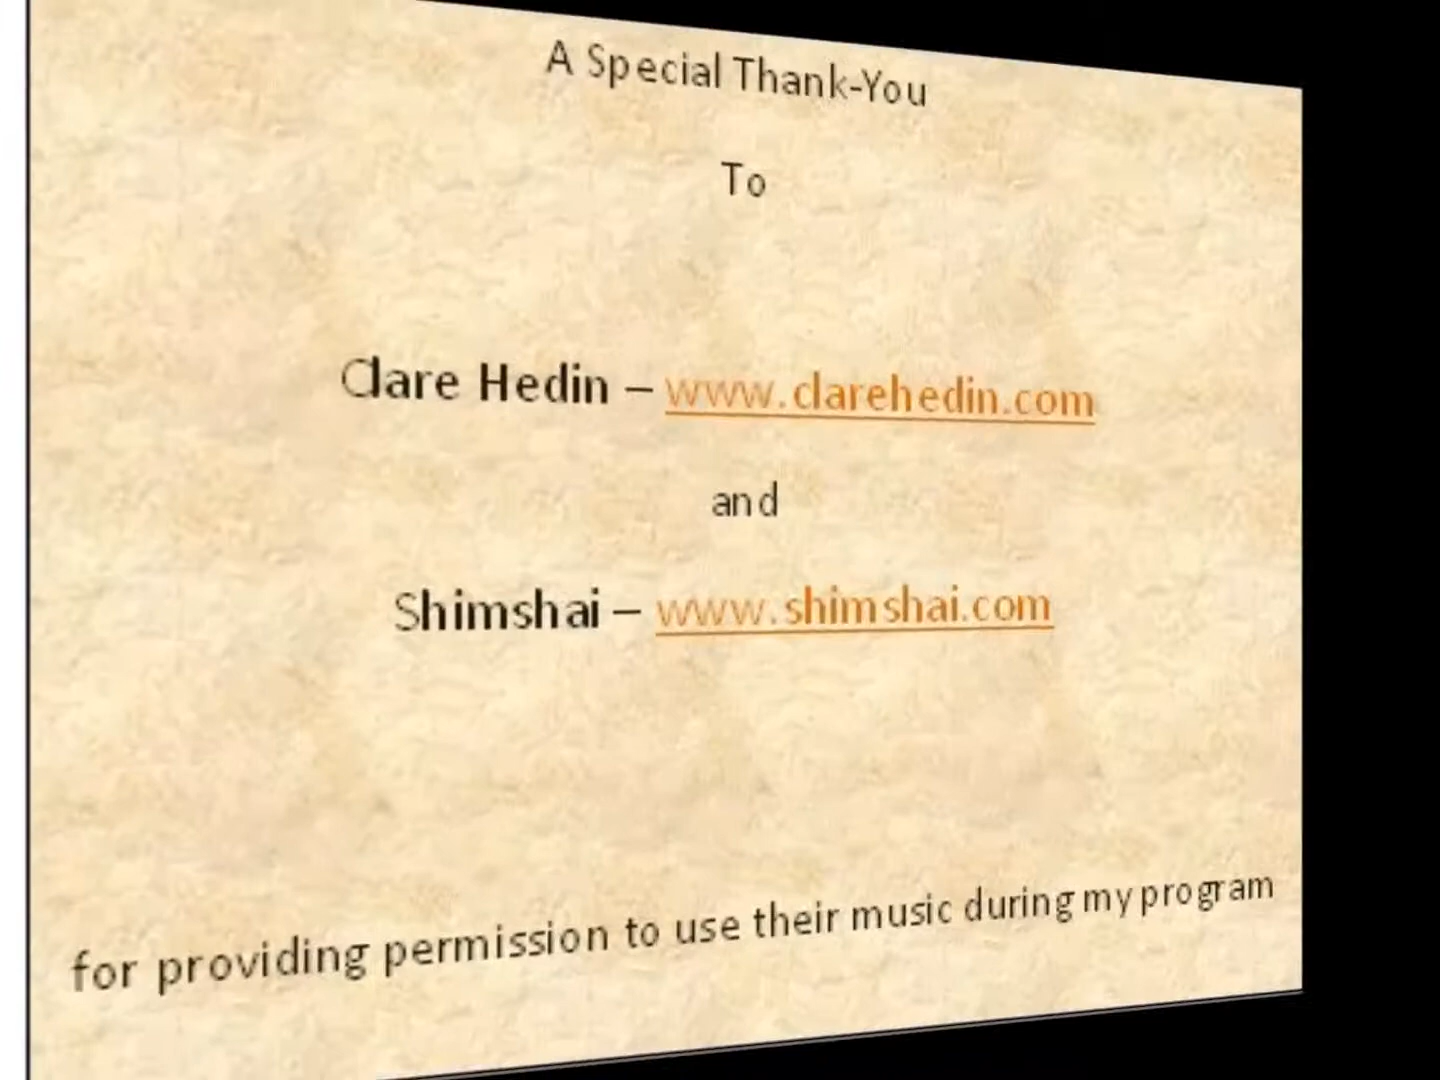 A Special Thank-You
To
Clare Hedin – www.clarehedin.com
and
Shimshai – www.shimshai.com
for providing permission to use their music during my program